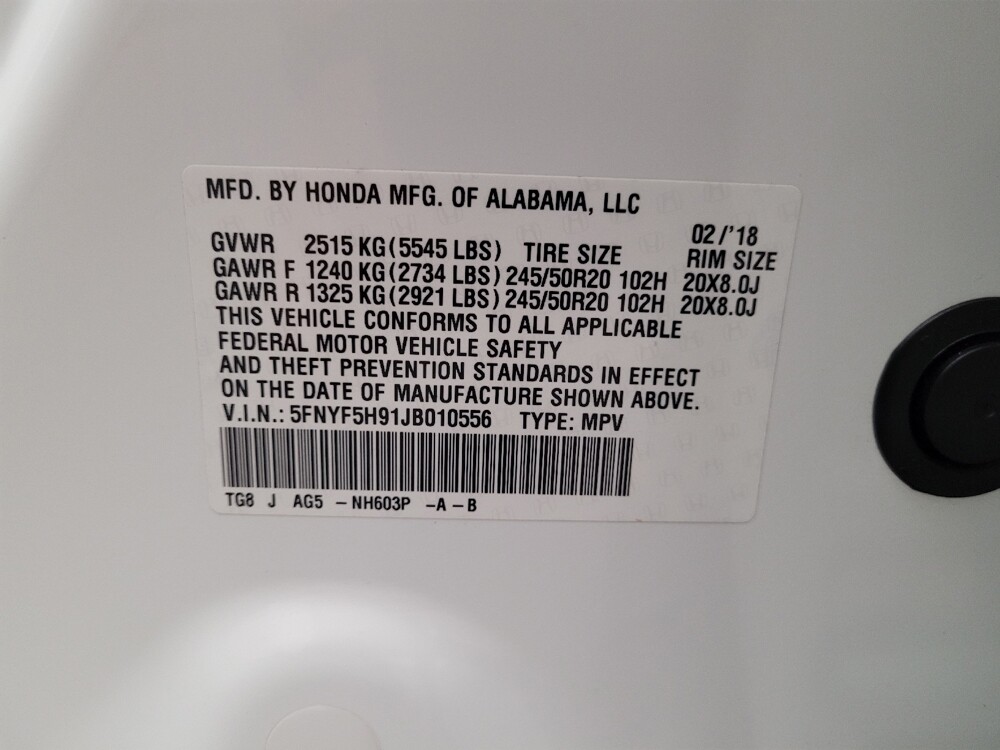 MFD. BY HONDA MFG. OF ALABAMA, LLC
02/'18
GVWR 2515 KG (5545 LBS) TIRE SIZE RIM SIZE
GAWR F 1240 KG (2734 LBS) 245/50R20 102H 20X8.0J
GAWR R 1325 KG (2921 LBS) 245/50R20 102H 20X8.0J
THIS VEHICLE CONFORMS TO ALL APPLICABLE
FEDERAL MOTOR VEHICLE SAFETY
AND THEFT PREVENTION STANDARDS IN EFFECT
ON THE DATE OF MANUFACTURE SHOWN ABOVE.
V.I.N.: 5FNYF5H91JB010556 TYPE: MPV
TG8 J AG5 – NH603P –A – B